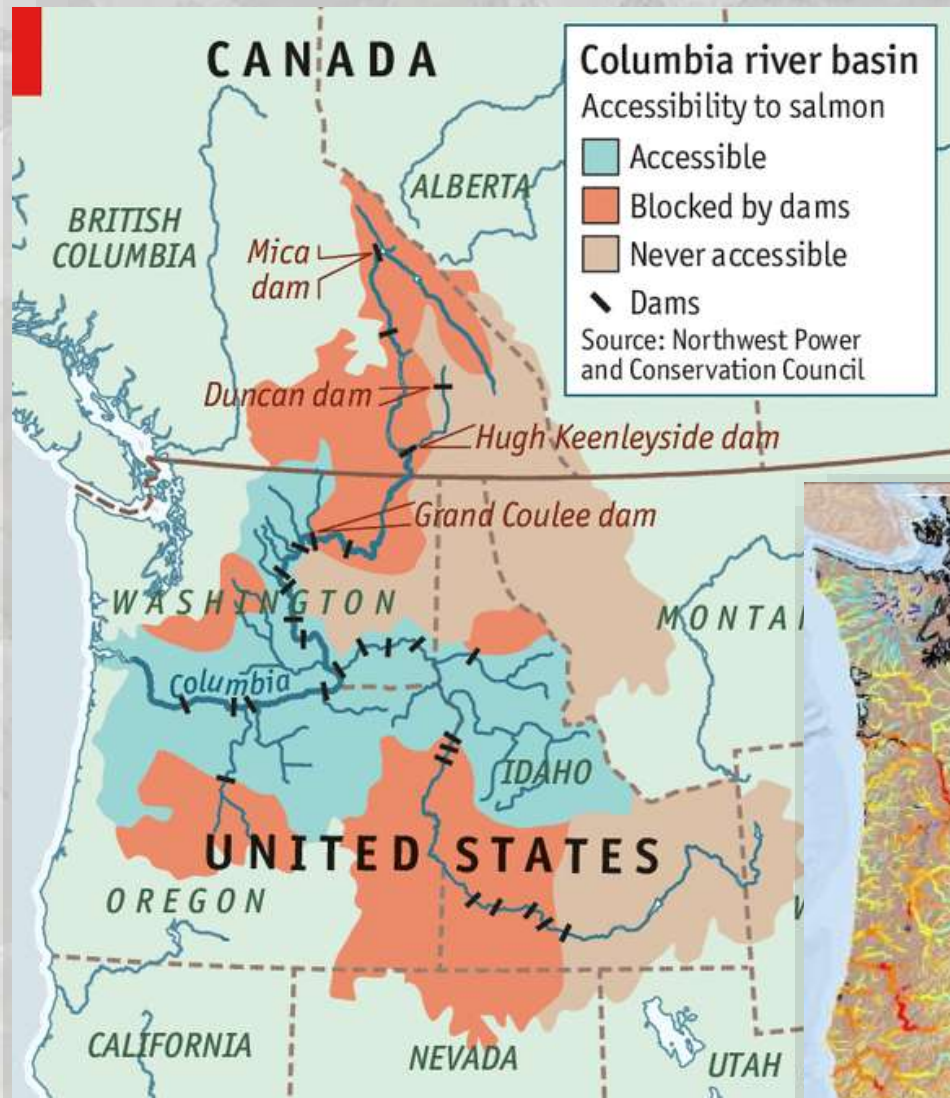 CANADA
Columbia river basin
Accessibility to salmon
Accessible
Blocked by dams
Never accessible
Dams
Source: Northwest Power
and Conservation Council
ALBERTA
BRITISH
COLUMBIA
Mica
dam
Duncan dam
Hugh Keenleyside dam
Grand Coulee dam
WASHINGTON
MONTA
Columbia
IDAHO
UNITED STATES
OREGON
W
CALIFORNIA
NEVADA
UTAH